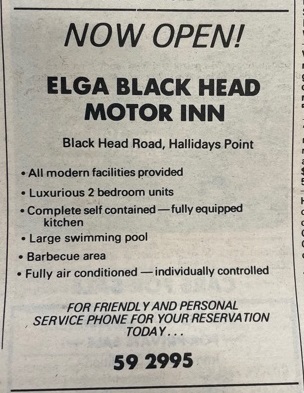 NOW OPEN!
ELGA BLACK HEAD
MOTOR INN
Black Head Road, Hallidays Point
• All modern facilities provided
• Luxurious 2 bedroom units
• Complete self contained — fully equipped
kitchen
• Large swimming pool
• Barbecue area
• Fully air conditioned — individually controlled
FOR FRIENDLY AND PERSONAL
SERVICE PHONE FOR YOUR RESERVATION
TODAY...
59 2995